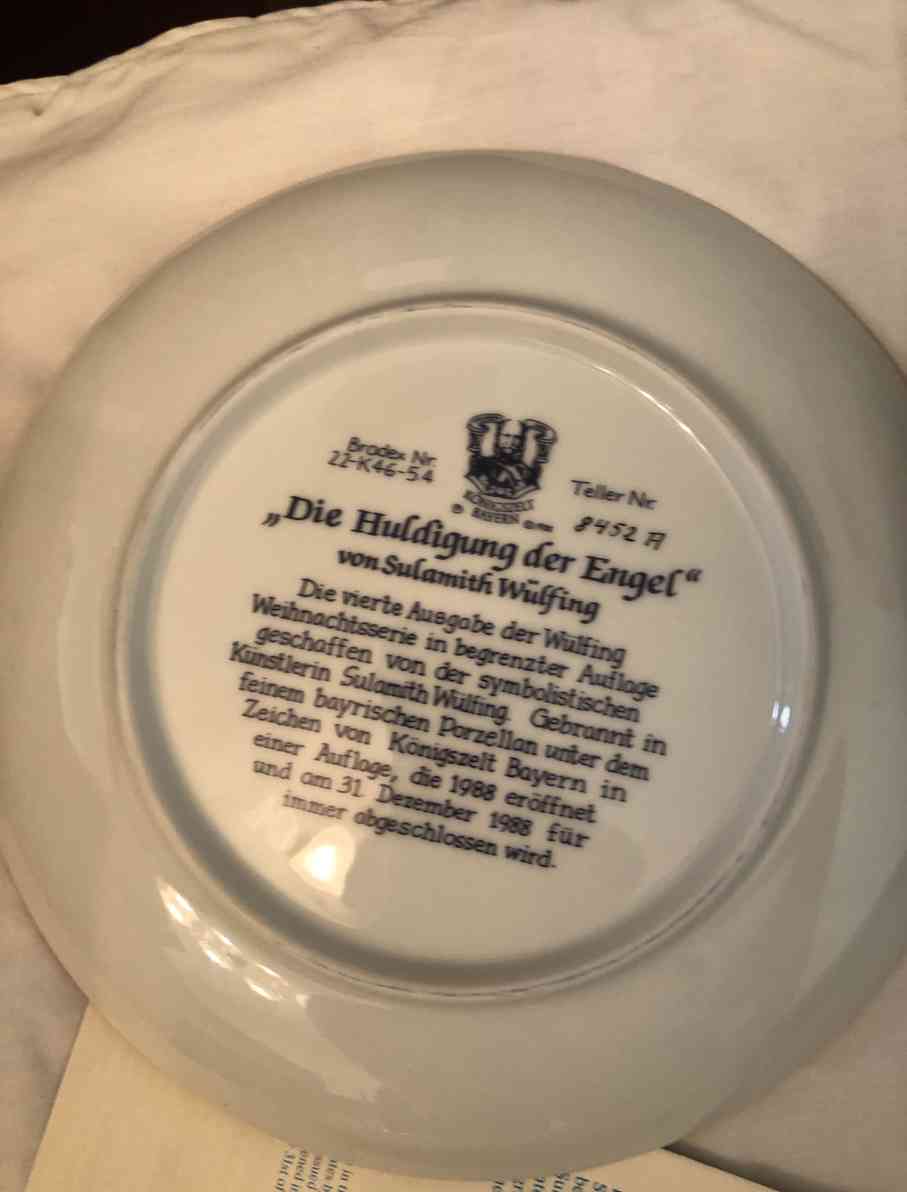 Bradex Nr.
22-K46-54
KÖNIGSZELT
BAYERN
Teller Nr.
8452 A
„Die Huldigung der Engel“
von Sulamith Wülfing
Die vierte Ausgabe der Wülfing
Weihnachtsserie in begrenzter Auflage
geschaffen von der symbolistischen
Künstlerin Sulamith Wülfing. Gebrannt in
feinem bayrischen Porzellan unter dem
Zeichen von Königszelt Bayern in
einer Auflage, die 1988 eröffnet
und am 31. Dezember 1988 für
immer abgeschlossen wird.